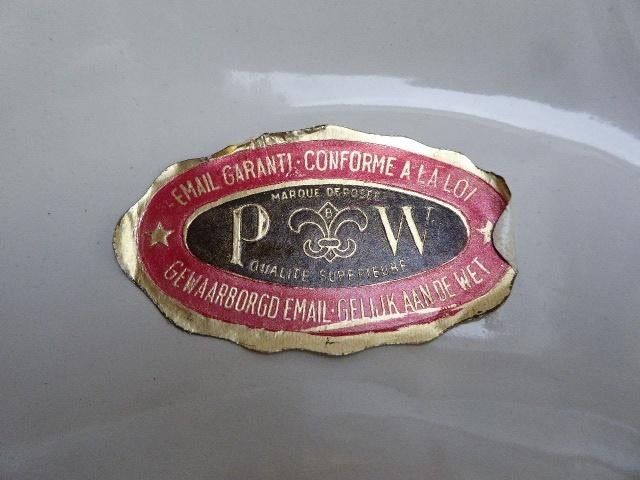 EMAIL GARANTI · CONFORME A LA LOI
MARQUE DEPOSEE
P B W
QUALITE SUPERIEURE
GEWAARBORGD EMAIL · GELIJK AAN DE WET